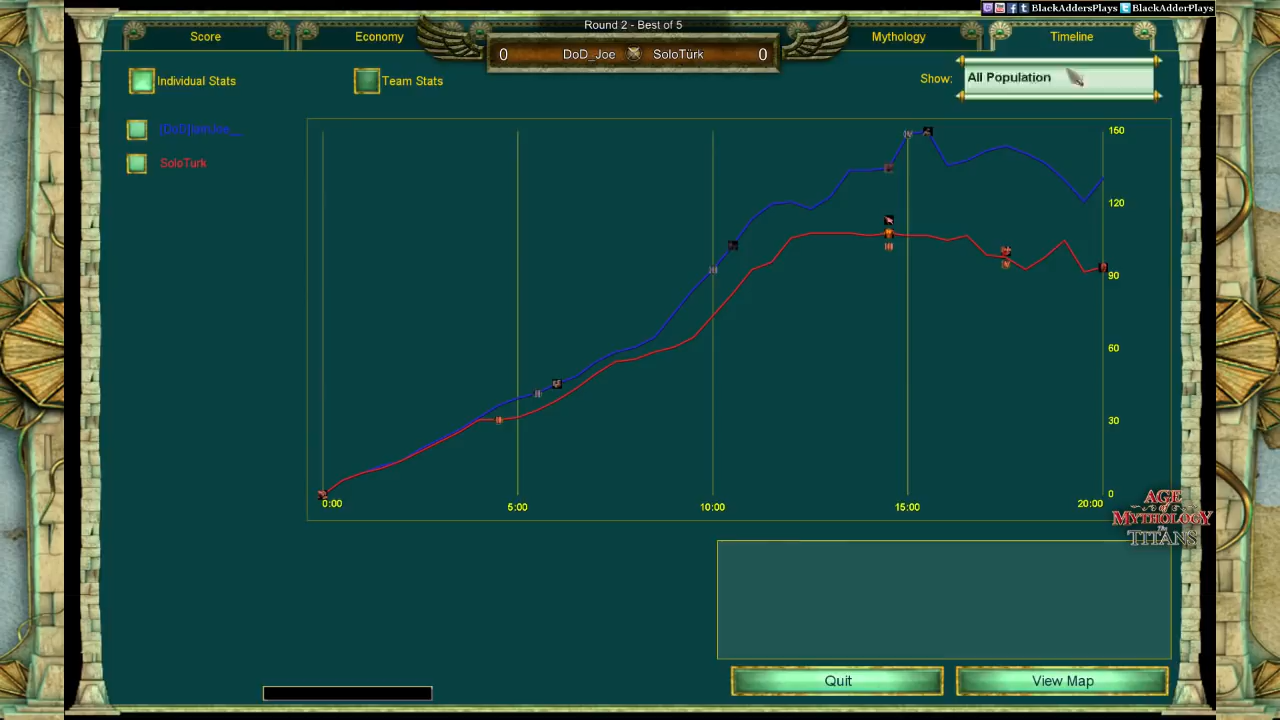 BlackAddersPlays BlackAdderPlays
Round 2 - Best of 5
Score
Economy
Mythology
Timeline
0 DoD_Joe SoloTürk 0
Individual Stats
Team Stats
Show: All Population
SoloTurk
160
120
90
60
30
0
0:00 5:00 10:00 15:00 20:00
AGE
of
MYTHOLOGY
The
TITANS
Quit
View Map